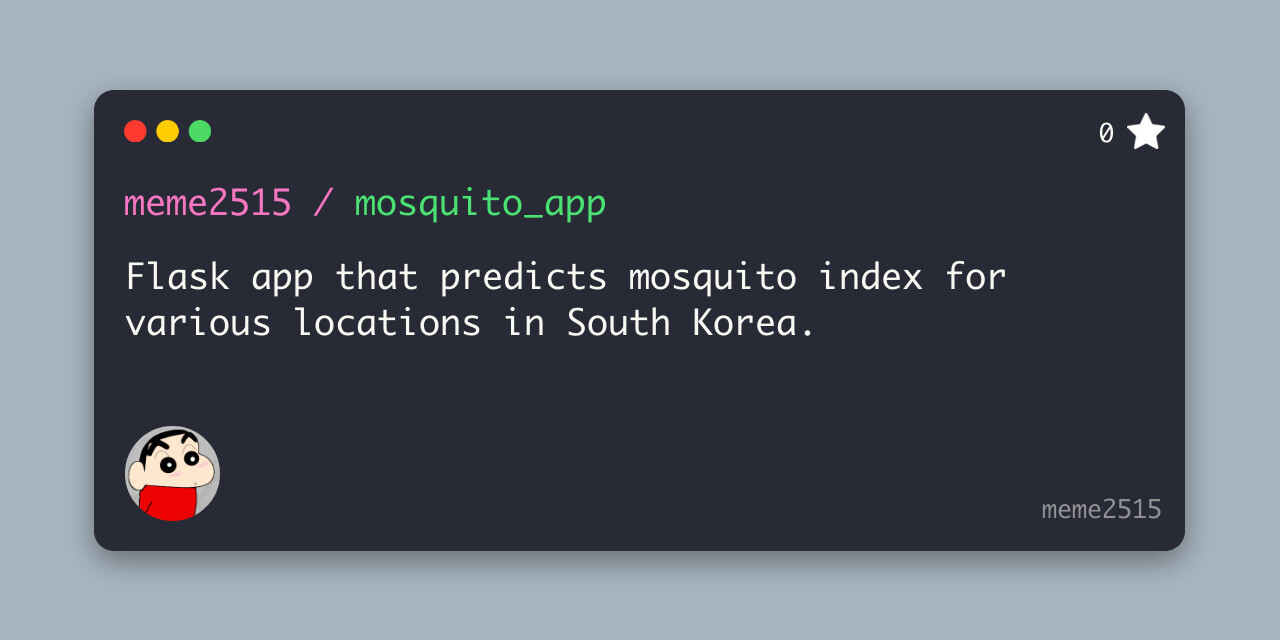 0
meme2515 / mosquito_app
Flask app that predicts mosquito index for
various locations in South Korea.
meme2515